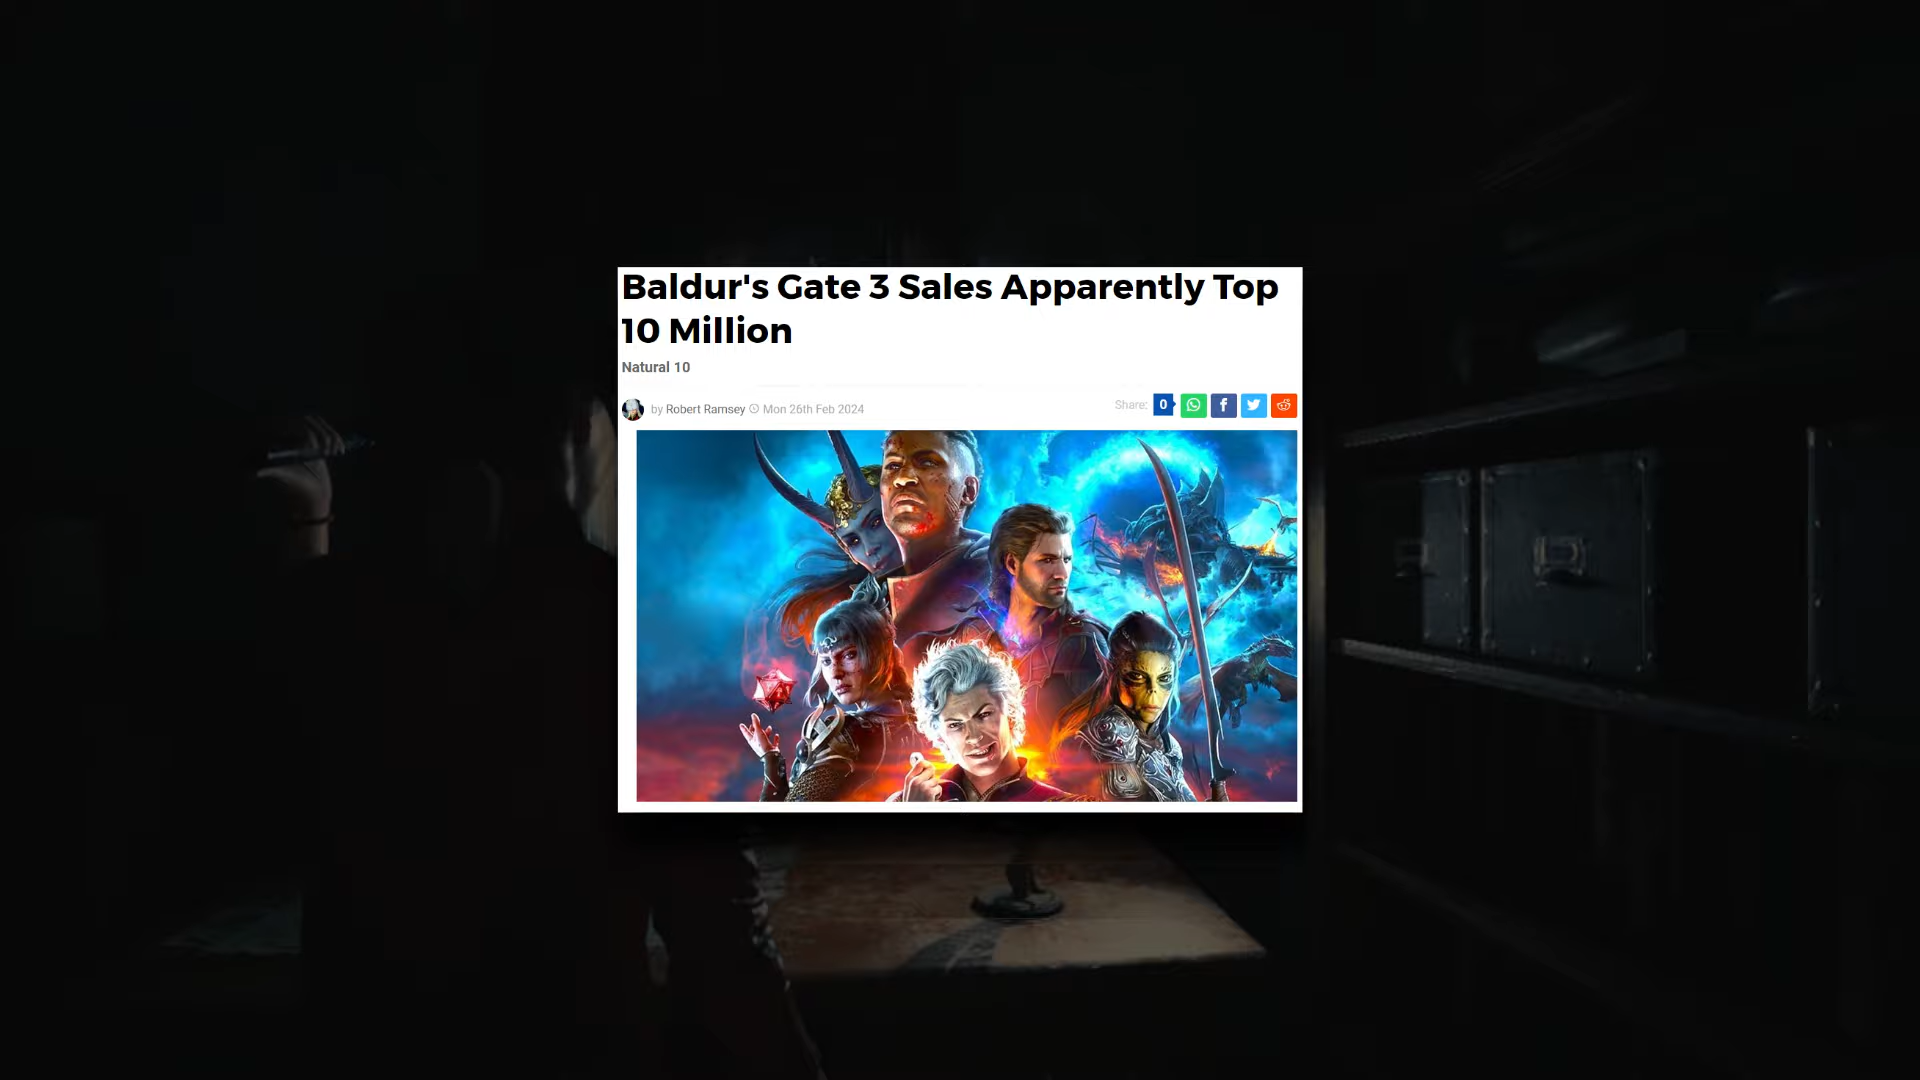 Baldur's Gate 3 Sales Apparently Top
10 Million
Natural 10
by Robert Ramsey Mon 26th Feb 2024
Share: 0